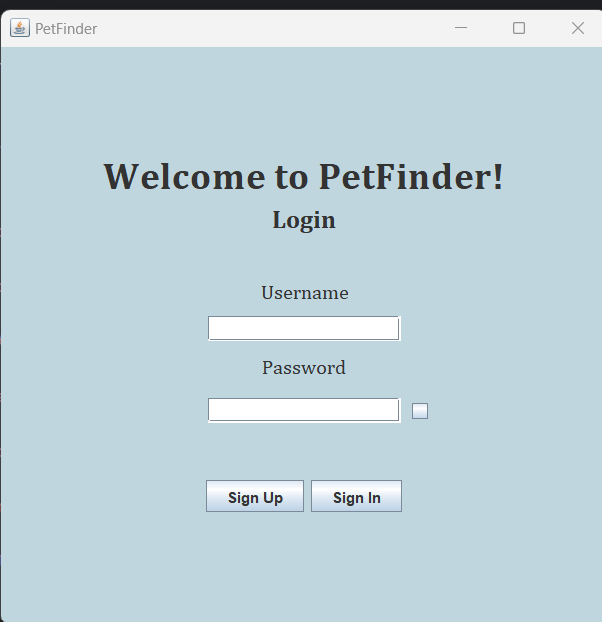 PetFinder
Welcome to PetFinder!
Login
Username
Password
Sign Up Sign In